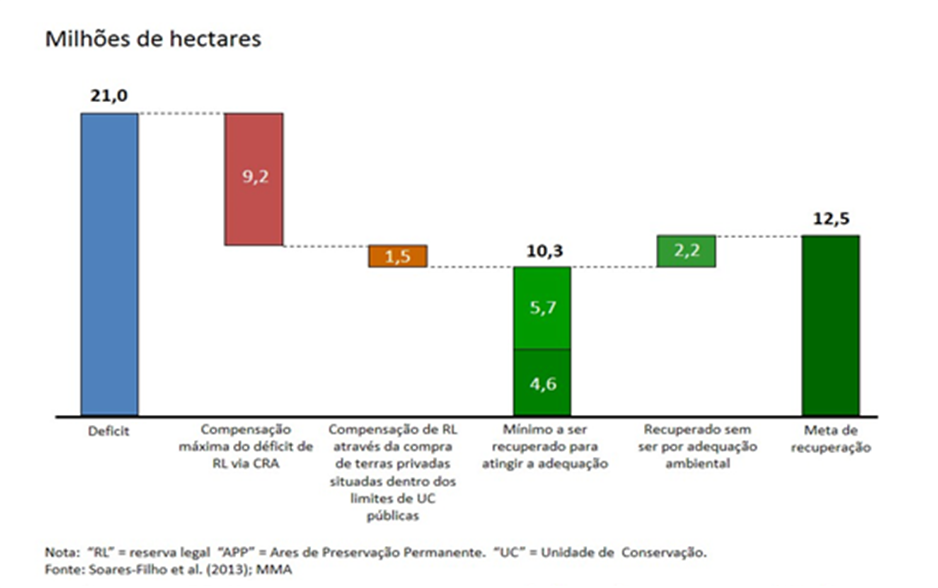 Milhões de hectares
21,0
9,2
1,5
10,3
5,7
4,6
2,2
12,5
Deficit
Compensação
máxima do déficit de
RL via CRA
Compensação de RL
através da compra
de terras privadas
situadas dentro dos
limites de UC
públicas
Mínimo a ser
recuperado para
atingir a adequação
Recuperado sem
ser por adequação
ambiental
Meta de
recuperação
Nota: "RL" = reserva legal "APP" = Ares de Preservação Permanente. "UC" = Unidade de Conservação.
Fonte: Soares-Filho et al. (2013); MMA